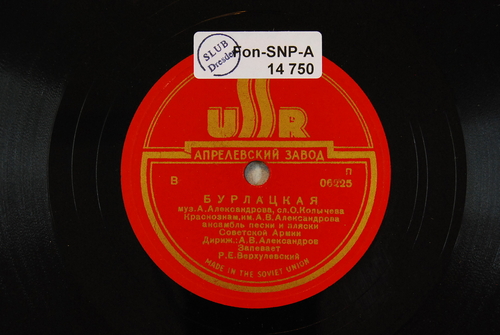 SLUB
Dresden
Fon-SNP-A
14 750
USSR
АПРЕЛЕВСКИЙ ЗАВОД
В
П
06225
БУРЛАЦКАЯ
муз.А.Александрова, сл.О.Колычева
Краснознам.им.А.В.Александрова
ансамбль песни и пляски
Советской Армии
Дириж.:А.В.Александров
Запевает
Р.Е.Верхулевский
MADE IN THE SOVIET UNION